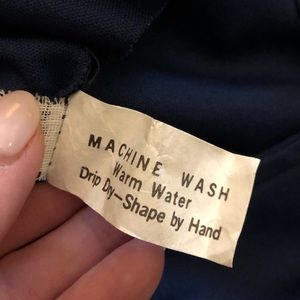 MACHINE WASH
Warm Water
Drip Dry-Shape by Hand